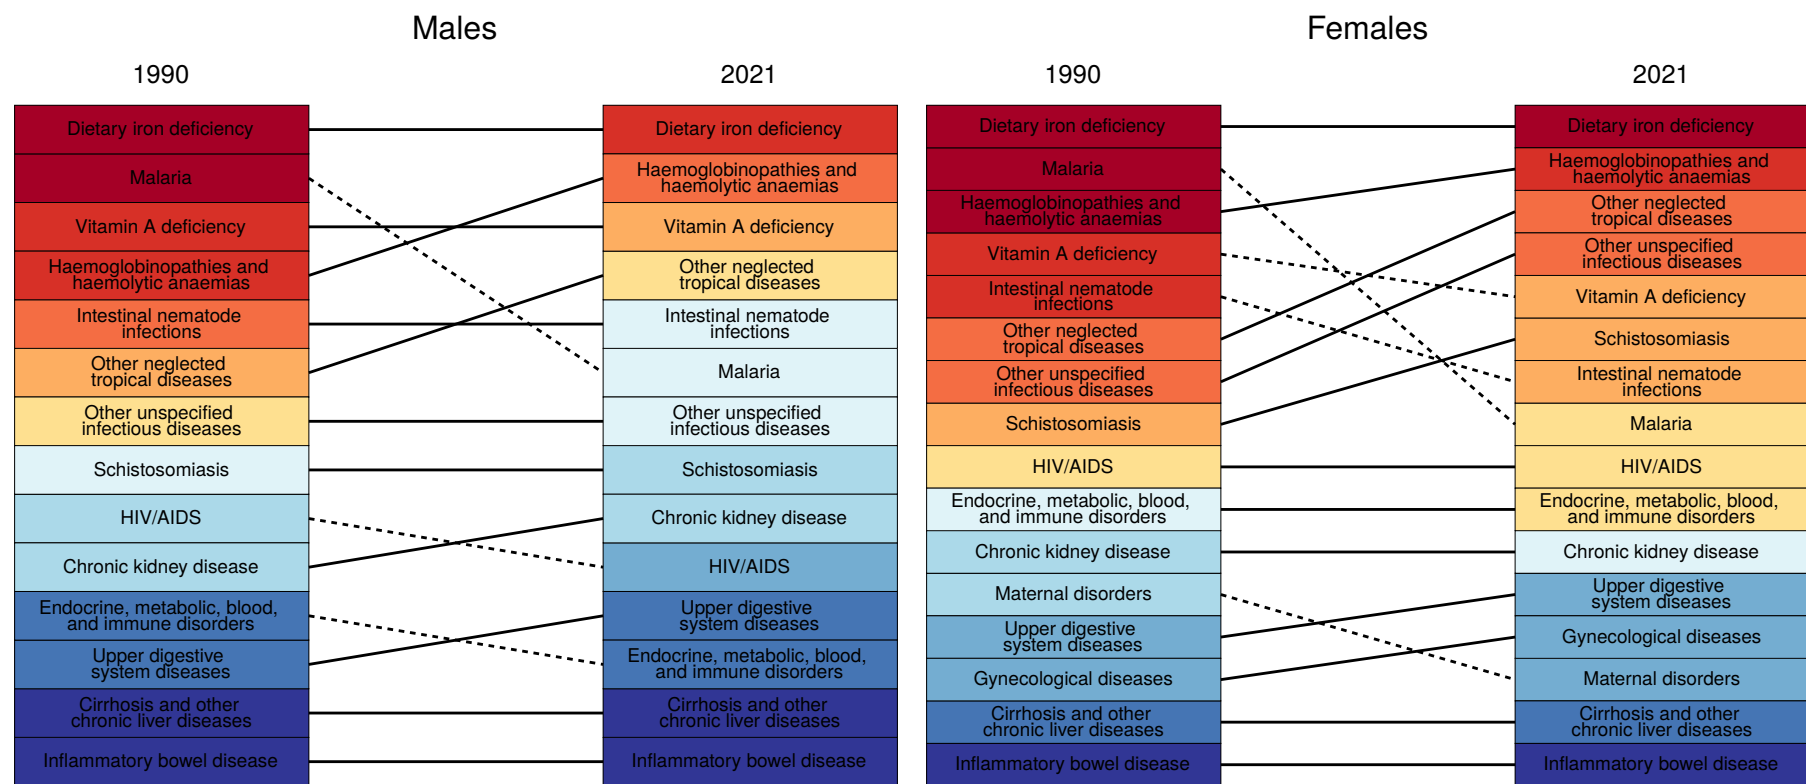 Males
1990
2021
Dietary iron deficiency
Malaria
Vitamin A deficiency
Haemoglobinopathies and
haemolytic anaemias
Intestinal nematode
infections
Other neglected
tropical diseases
Other unspecified
infectious diseases
Schistosomiasis
HIV/AIDS
Chronic kidney disease
Endocrine, metabolic, blood,
and immune disorders
Upper digestive
system diseases
Cirrhosis and other
chronic liver diseases
Inflammatory bowel disease
Dietary iron deficiency
Haemoglobinopathies and
haemolytic anaemias
Vitamin A deficiency
Other neglected
tropical diseases
Intestinal nematode
infections
Malaria
Other unspecified
infectious diseases
Schistosomiasis
Chronic kidney disease
HIV/AIDS
Upper digestive
system diseases
Endocrine, metabolic, blood,
and immune disorders
Cirrhosis and other
chronic liver diseases
Inflammatory bowel disease
Females
1990
2021
Dietary iron deficiency
Malaria
Haemoglobinopathies and
haemolytic anaemias
Vitamin A deficiency
Intestinal nematode
infections
Other neglected
tropical diseases
Other unspecified
infectious diseases
Schistosomiasis
HIV/AIDS
Endocrine, metabolic, blood,
and immune disorders
Chronic kidney disease
Maternal disorders
Upper digestive
system diseases
Gynecological diseases
Cirrhosis and other
chronic liver diseases
Inflammatory bowel disease
Dietary iron deficiency
Haemoglobinopathies and
haemolytic anaemias
Other neglected
tropical diseases
Other unspecified
infectious diseases
Vitamin A deficiency
Schistosomiasis
Intestinal nematode
infections
Malaria
HIV/AIDS
Endocrine, metabolic, blood,
and immune disorders
Chronic kidney disease
Upper digestive
system diseases
Gynecological diseases
Maternal disorders
Cirrhosis and other
chronic liver diseases
Inflammatory bowel disease